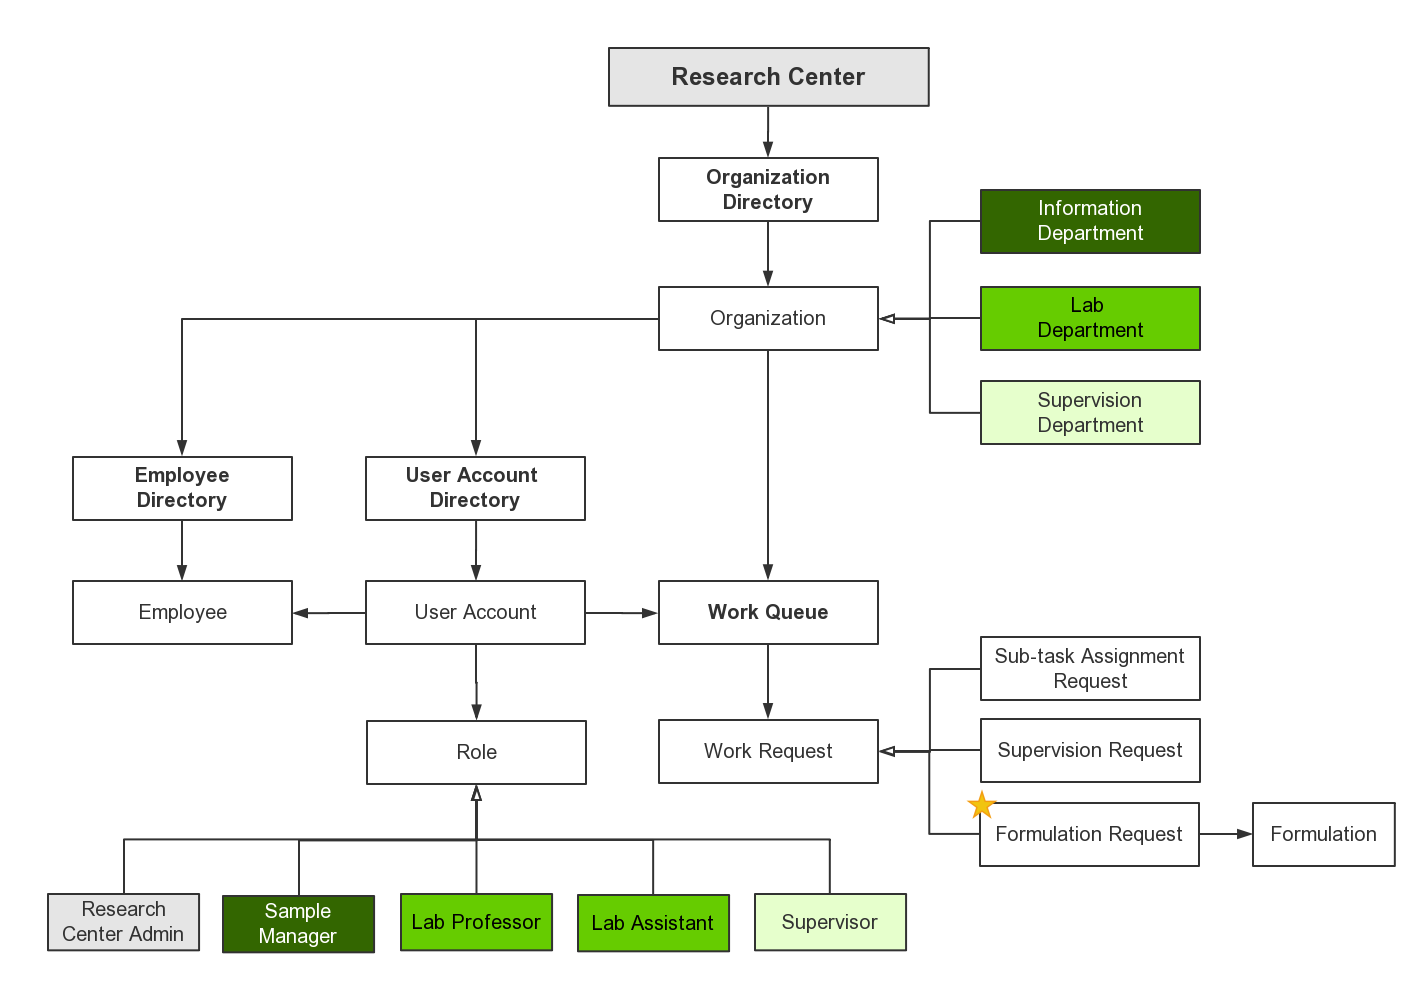 Research Center
Organization
Directory
Information
Department
Organization
Lab
Department
Supervision
Department
Employee
Directory
User Account
Directory
Employee
User Account
Work Queue
Sub-task Assignment
Request
Role
Work Request
Supervision Request
Formulation Request
Formulation
Research
Center Admin
Sample
Manager
Lab Professor
Lab Assistant
Supervisor